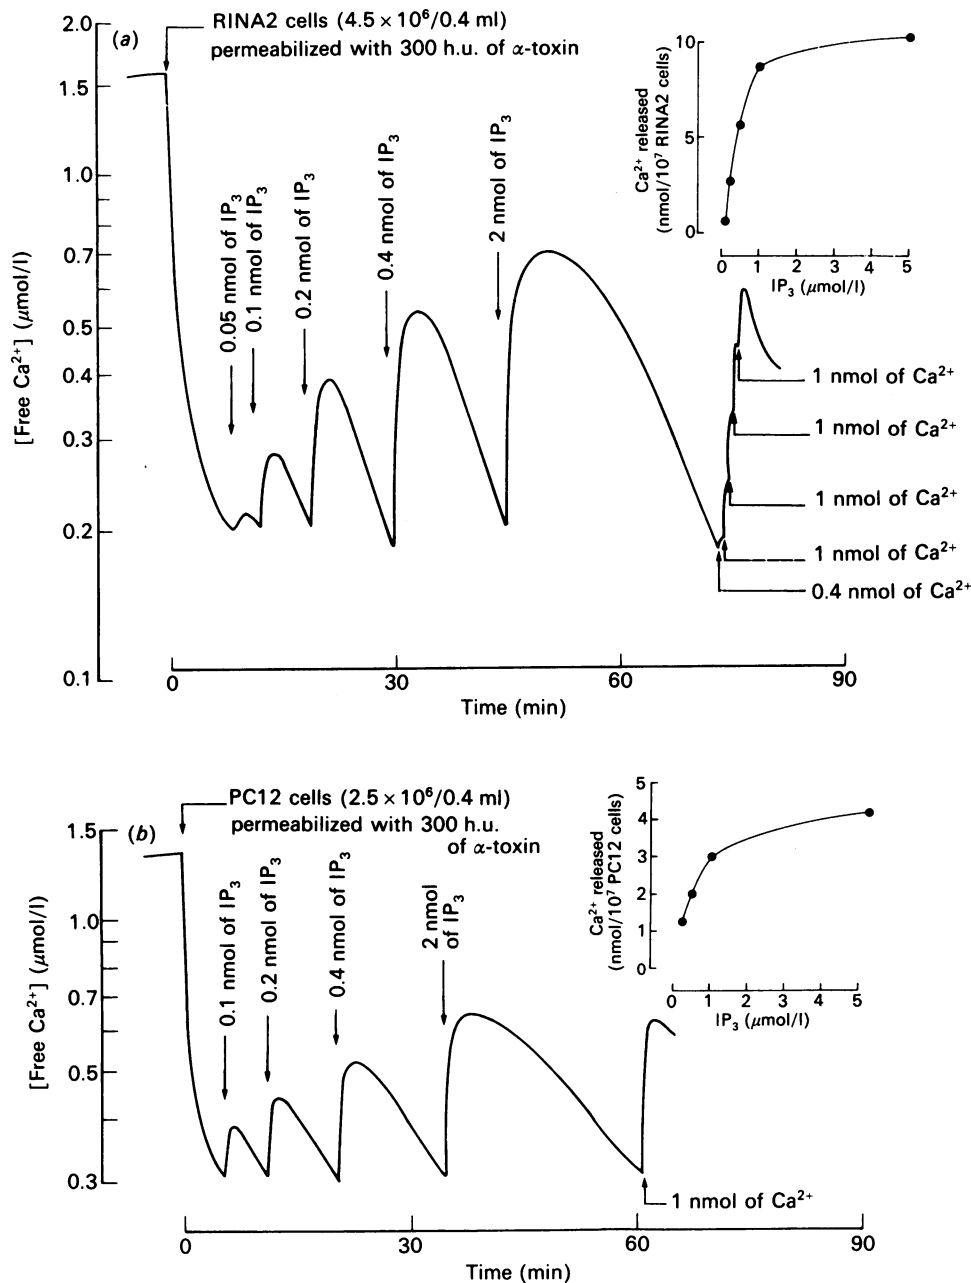 (a)
RINA2 cells (4.5 × 10⁶/0.4 ml)
permeabilized with 300 h.u. of α-toxin
[Free Ca²⁺] (μmol/l)
2.0
1.5
1.0
0.7
0.5
0.4
0.3
0.2
0.1
0.05 nmol of IP₃
0.1 nmol of IP₃
0.2 nmol of IP₃
0.4 nmol of IP₃
2 nmol of IP₃
1 nmol of Ca²⁺
1 nmol of Ca²⁺
1 nmol of Ca²⁺
1 nmol of Ca²⁺
0.4 nmol of Ca²⁺
0 30 60 90
Time (min)
Ca²⁺ released
(nmol/10⁷ RINA2 cells)
10
5
0
0 1 2 3 4 5
IP₃ (μmol/l)
(b)
PC12 cells (2.5 × 10⁶/0.4 ml)
permeabilized with 300 h.u.
of α-toxin
[Free Ca²⁺] (μmol/l)
1.5
1.0
0.7
0.5
0.3
0.1 nmol of IP₃
0.2 nmol of IP₃
0.4 nmol of IP₃
2 nmol
of IP₃
1 nmol of Ca²⁺
0 30 60 90
Time (min)
Ca²⁺ released
(nmol/10⁷ PC12 cells)
5
4
3
2
1
0
0 1 2 3 4 5
IP₃ (μmol/l)